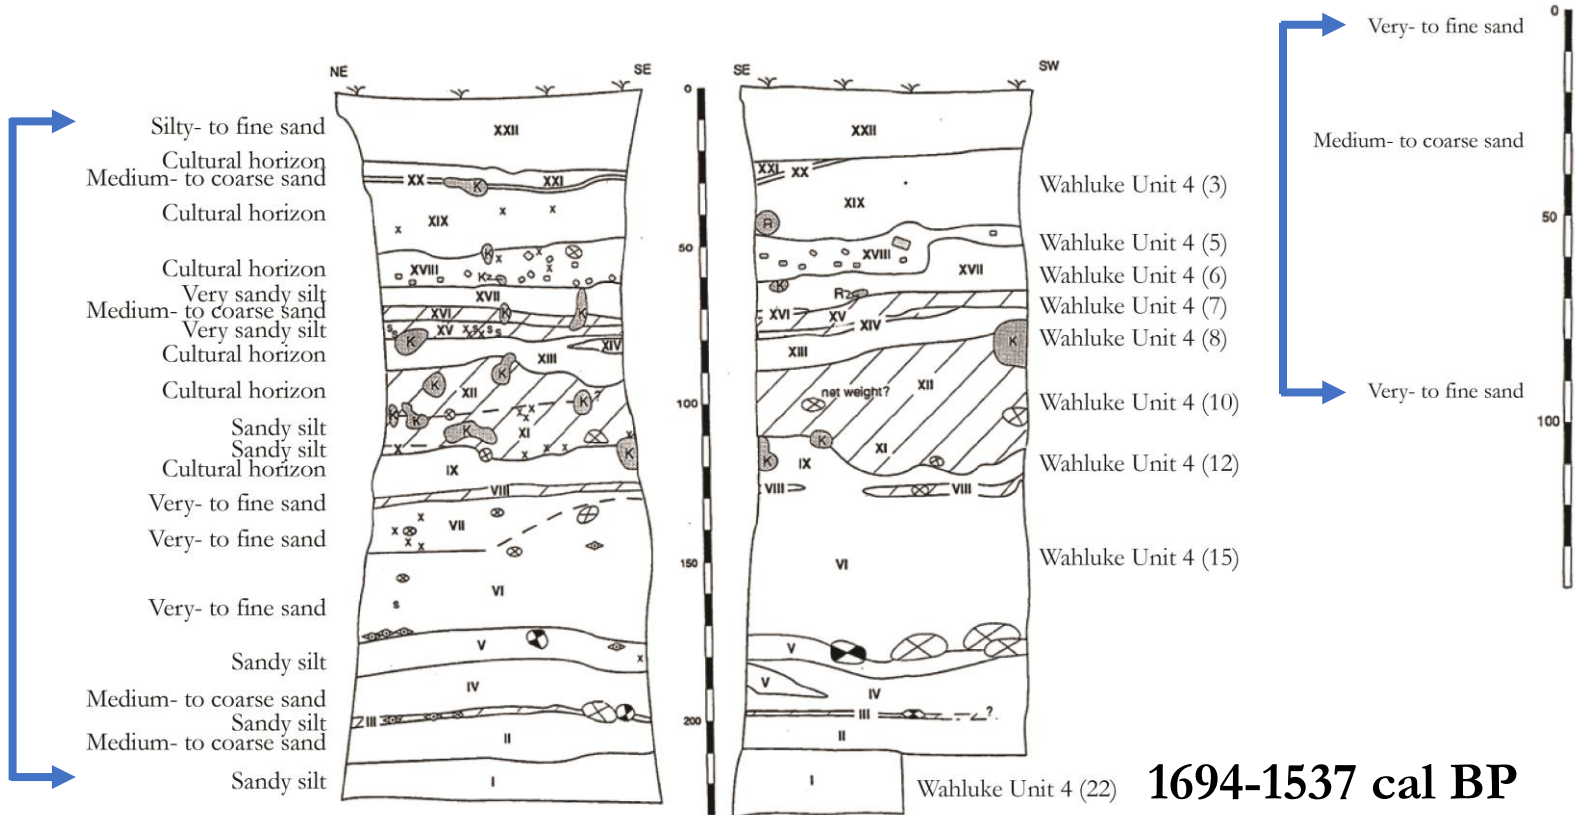 NE
SE
SE
SW
Silty- to fine sand
Cultural horizon
Medium- to coarse sand
Cultural horizon
Cultural horizon
Very sandy silt
Medium- to coarse sand
Very sandy silt
Cultural horizon
Cultural horizon
Sandy silt
Sandy silt
Cultural horizon
Very- to fine sand
Very- to fine sand
Very- to fine sand
Sandy silt
Medium- to coarse sand
Sandy silt
Medium- to coarse sand
Sandy silt
XXII
XX K XXI
x x
XIX
x
K x x
XVIII x
K?
XVII
XVI K K
s s XV x x s x s s
K XIV
XIII
K
K XII
K ?
K K x x x x
K XI
x x x x x K
IX
VIII
x
x VII
x x
VI
s
V
x
IV
III
II
I
0
50
100
150
200
XXII
XXI XX
XIX
R
XVIII
XVII
K R?
XVI XV
XIV
K
XIII
XII
net weight?
K XI
K IX
VIII VIII
VI
V
V
IV
III ?
II
I
Wahluke Unit 4 (3)
Wahluke Unit 4 (5)
Wahluke Unit 4 (6)
Wahluke Unit 4 (7)
Wahluke Unit 4 (8)
Wahluke Unit 4 (10)
Wahluke Unit 4 (12)
Wahluke Unit 4 (15)
Wahluke Unit 4 (22)
1694-1537 cal BP
Very- to fine sand
Medium- to coarse sand
Very- to fine sand
0
50
100